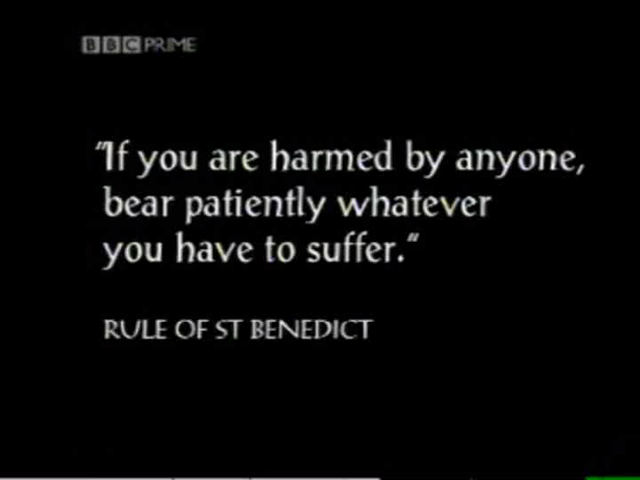 BBC PRIME
"If you are harmed by anyone,
bear patiently whatever
you have to suffer."
RULE OF ST BENEDICT